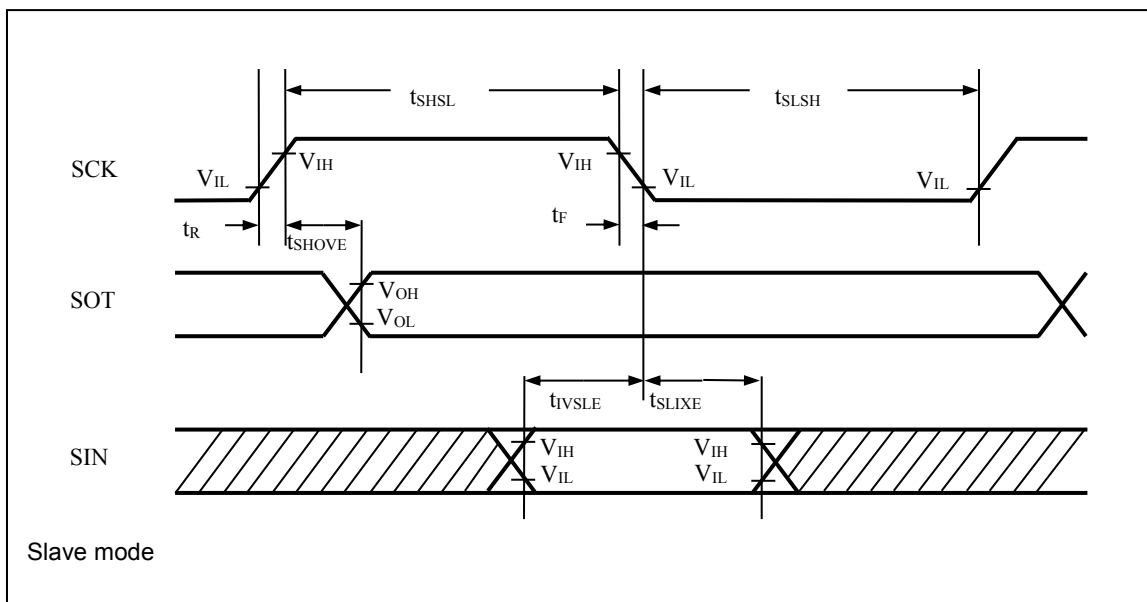 tSHSL tSLSH
SCK VIL VIH VIH VIL VIL
tR tSHOVE tF
SOT VOH
VOL
tIVSLE tSLIXE
SIN VIH VIH
VIL VIL
Slave mode